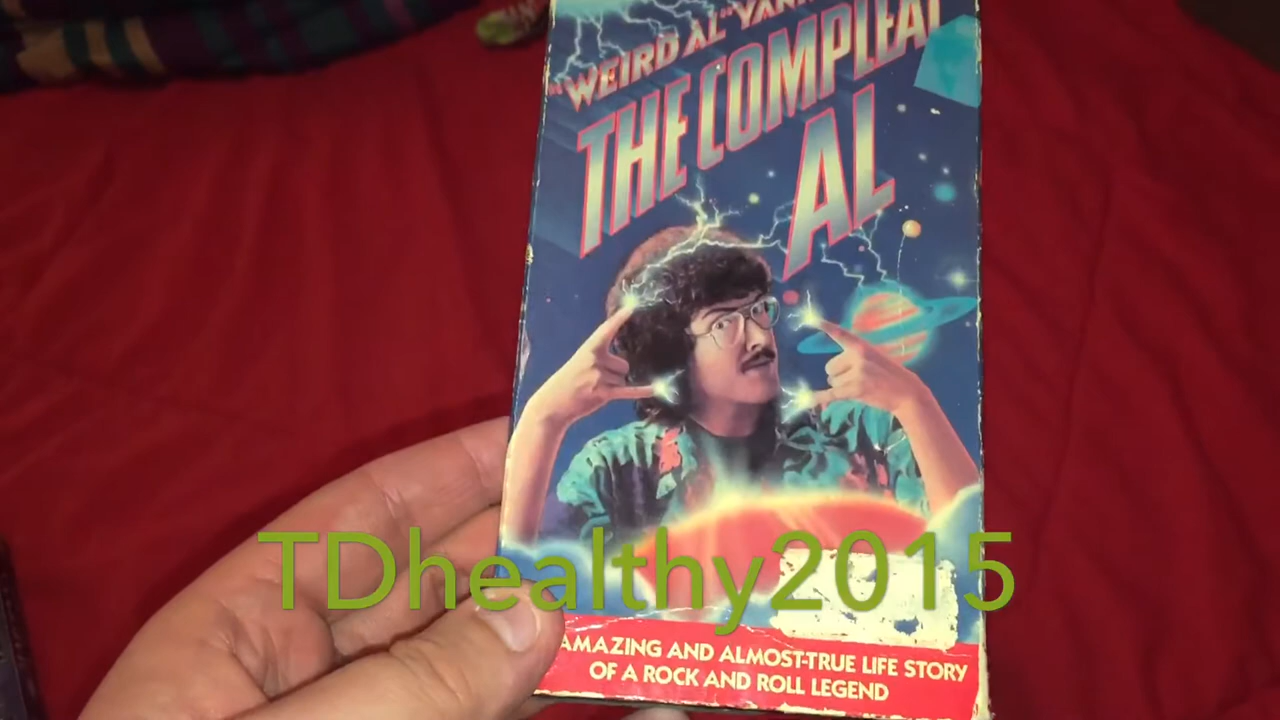 "WEIRD AL" YAN
THE COMPLEAT
AL
TDhealthy2015
AMAZING AND ALMOST-TRUE LIFE STORY
OF A ROCK AND ROLL LEGEND